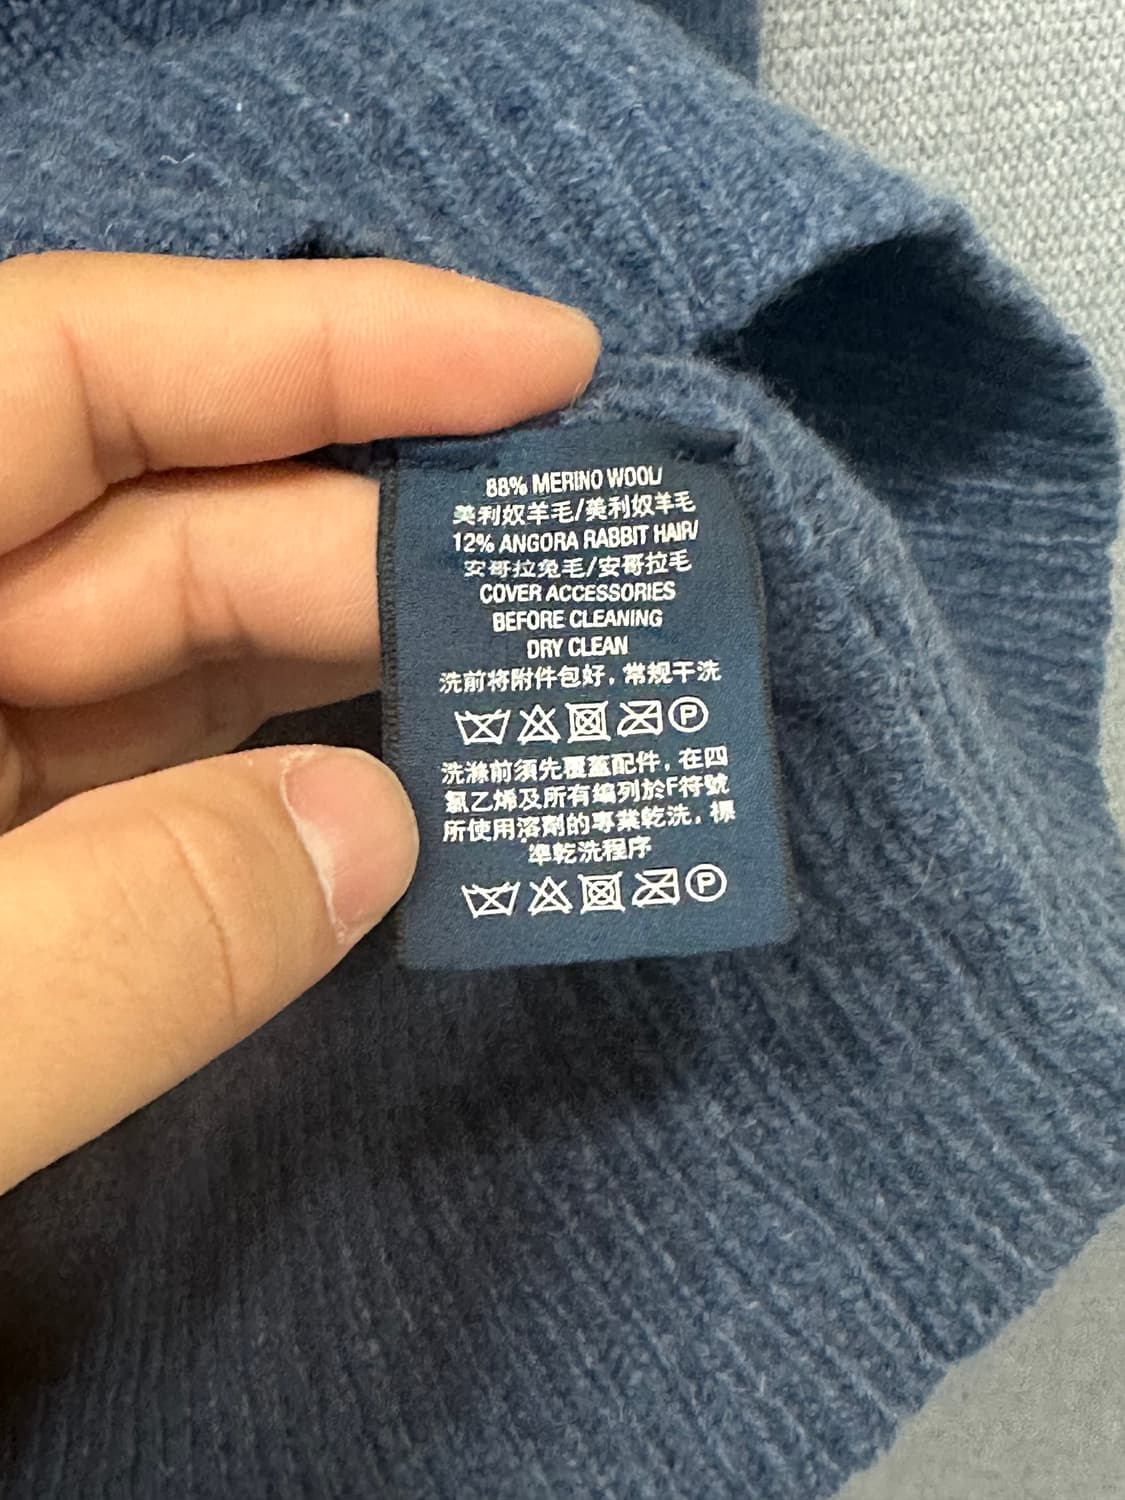 88% MERINO WOOL/
美利奴羊毛/美利奴羊毛
12% ANGORA RABBIT HAIR/
安哥拉兔毛/安哥拉毛
COVER ACCESSORIES
BEFORE CLEANING
DRY CLEAN
洗前将附件包好，常规干洗
P
洗滌前須先覆蓋配件，在四
氯乙烯及所有編列於F符號
所使用溶劑的專業乾洗，標
準乾洗程序
P